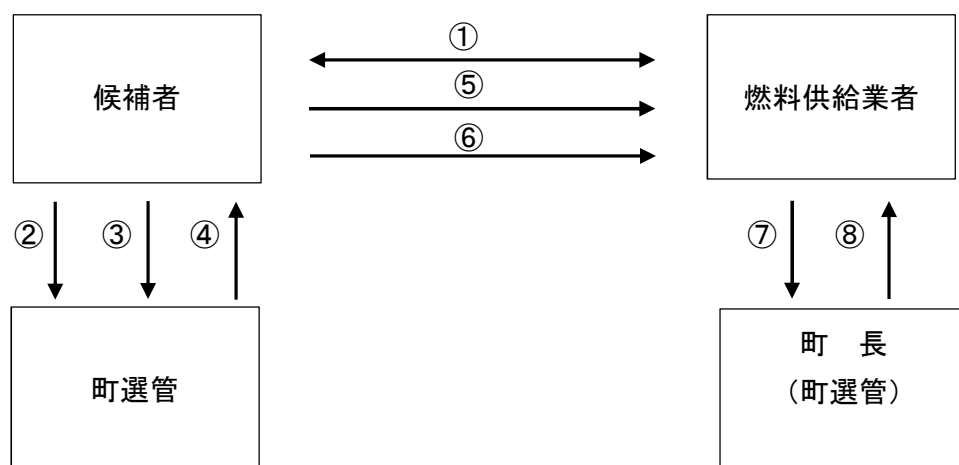 ①
候補者
⑤
燃料供給業者
⑥
②
③
④
⑦
⑧
町選管
町　長
（町選管）